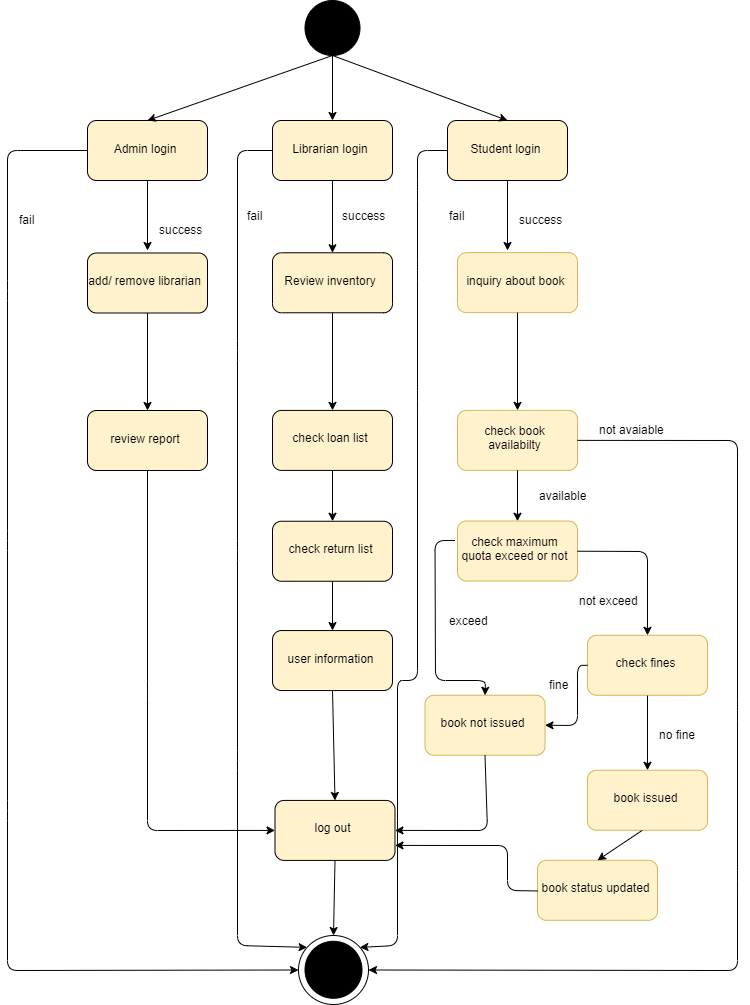 Admin login
Librarian login
Student login
fail
success
fail
success
fail
success
add/ remove librarian
Review inventory
inquiry about book
review report
check loan list
check book
availabilty
not avaiable
available
check return list
check maximum
quota exceed or not
not exceed
exceed
user information
check fines
fine
book not issued
no fine
book issued
log out
book status updated